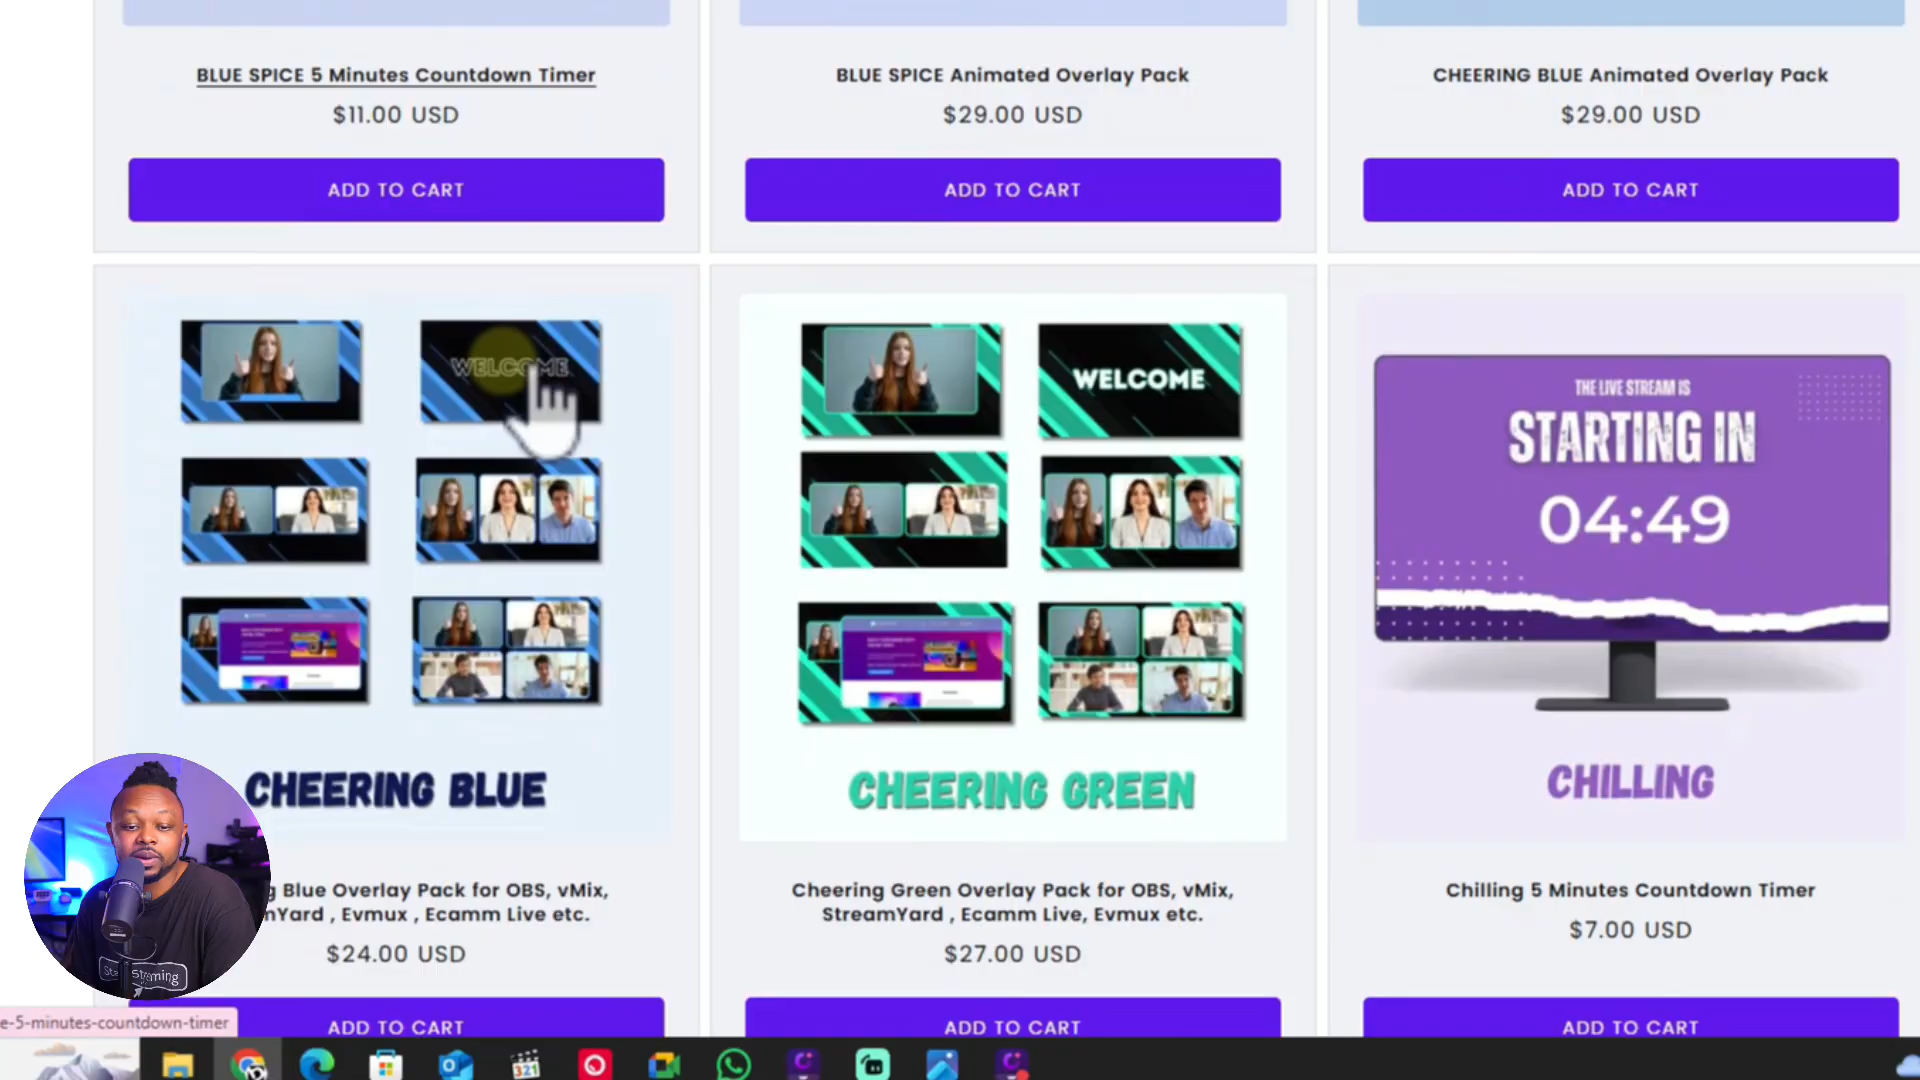 BLUE SPICE 5 Minutes Countdown Timer
$11.00 USD
ADD TO CART
BLUE SPICE Animated Overlay Pack
$29.00 USD
ADD TO CART
CHEERING BLUE Animated Overlay Pack
$29.00 USD
ADD TO CART
WELCOME
CHEERING BLUE
g Blue Overlay Pack for OBS, vMix,
mYard , Evmux , Ecamm Live etc.
$24.00 USD
ADD TO CART
WELCOME
CHEERING GREEN
Cheering Green Overlay Pack for OBS, vMix,
StreamYard , Ecamm Live, Evmux etc.
$27.00 USD
ADD TO CART
THE LIVE STREAM IS
STARTING IN
04:49
CHILLING
Chilling 5 Minutes Countdown Timer
$7.00 USD
ADD TO CART
e-5-minutes-countdown-timer
321